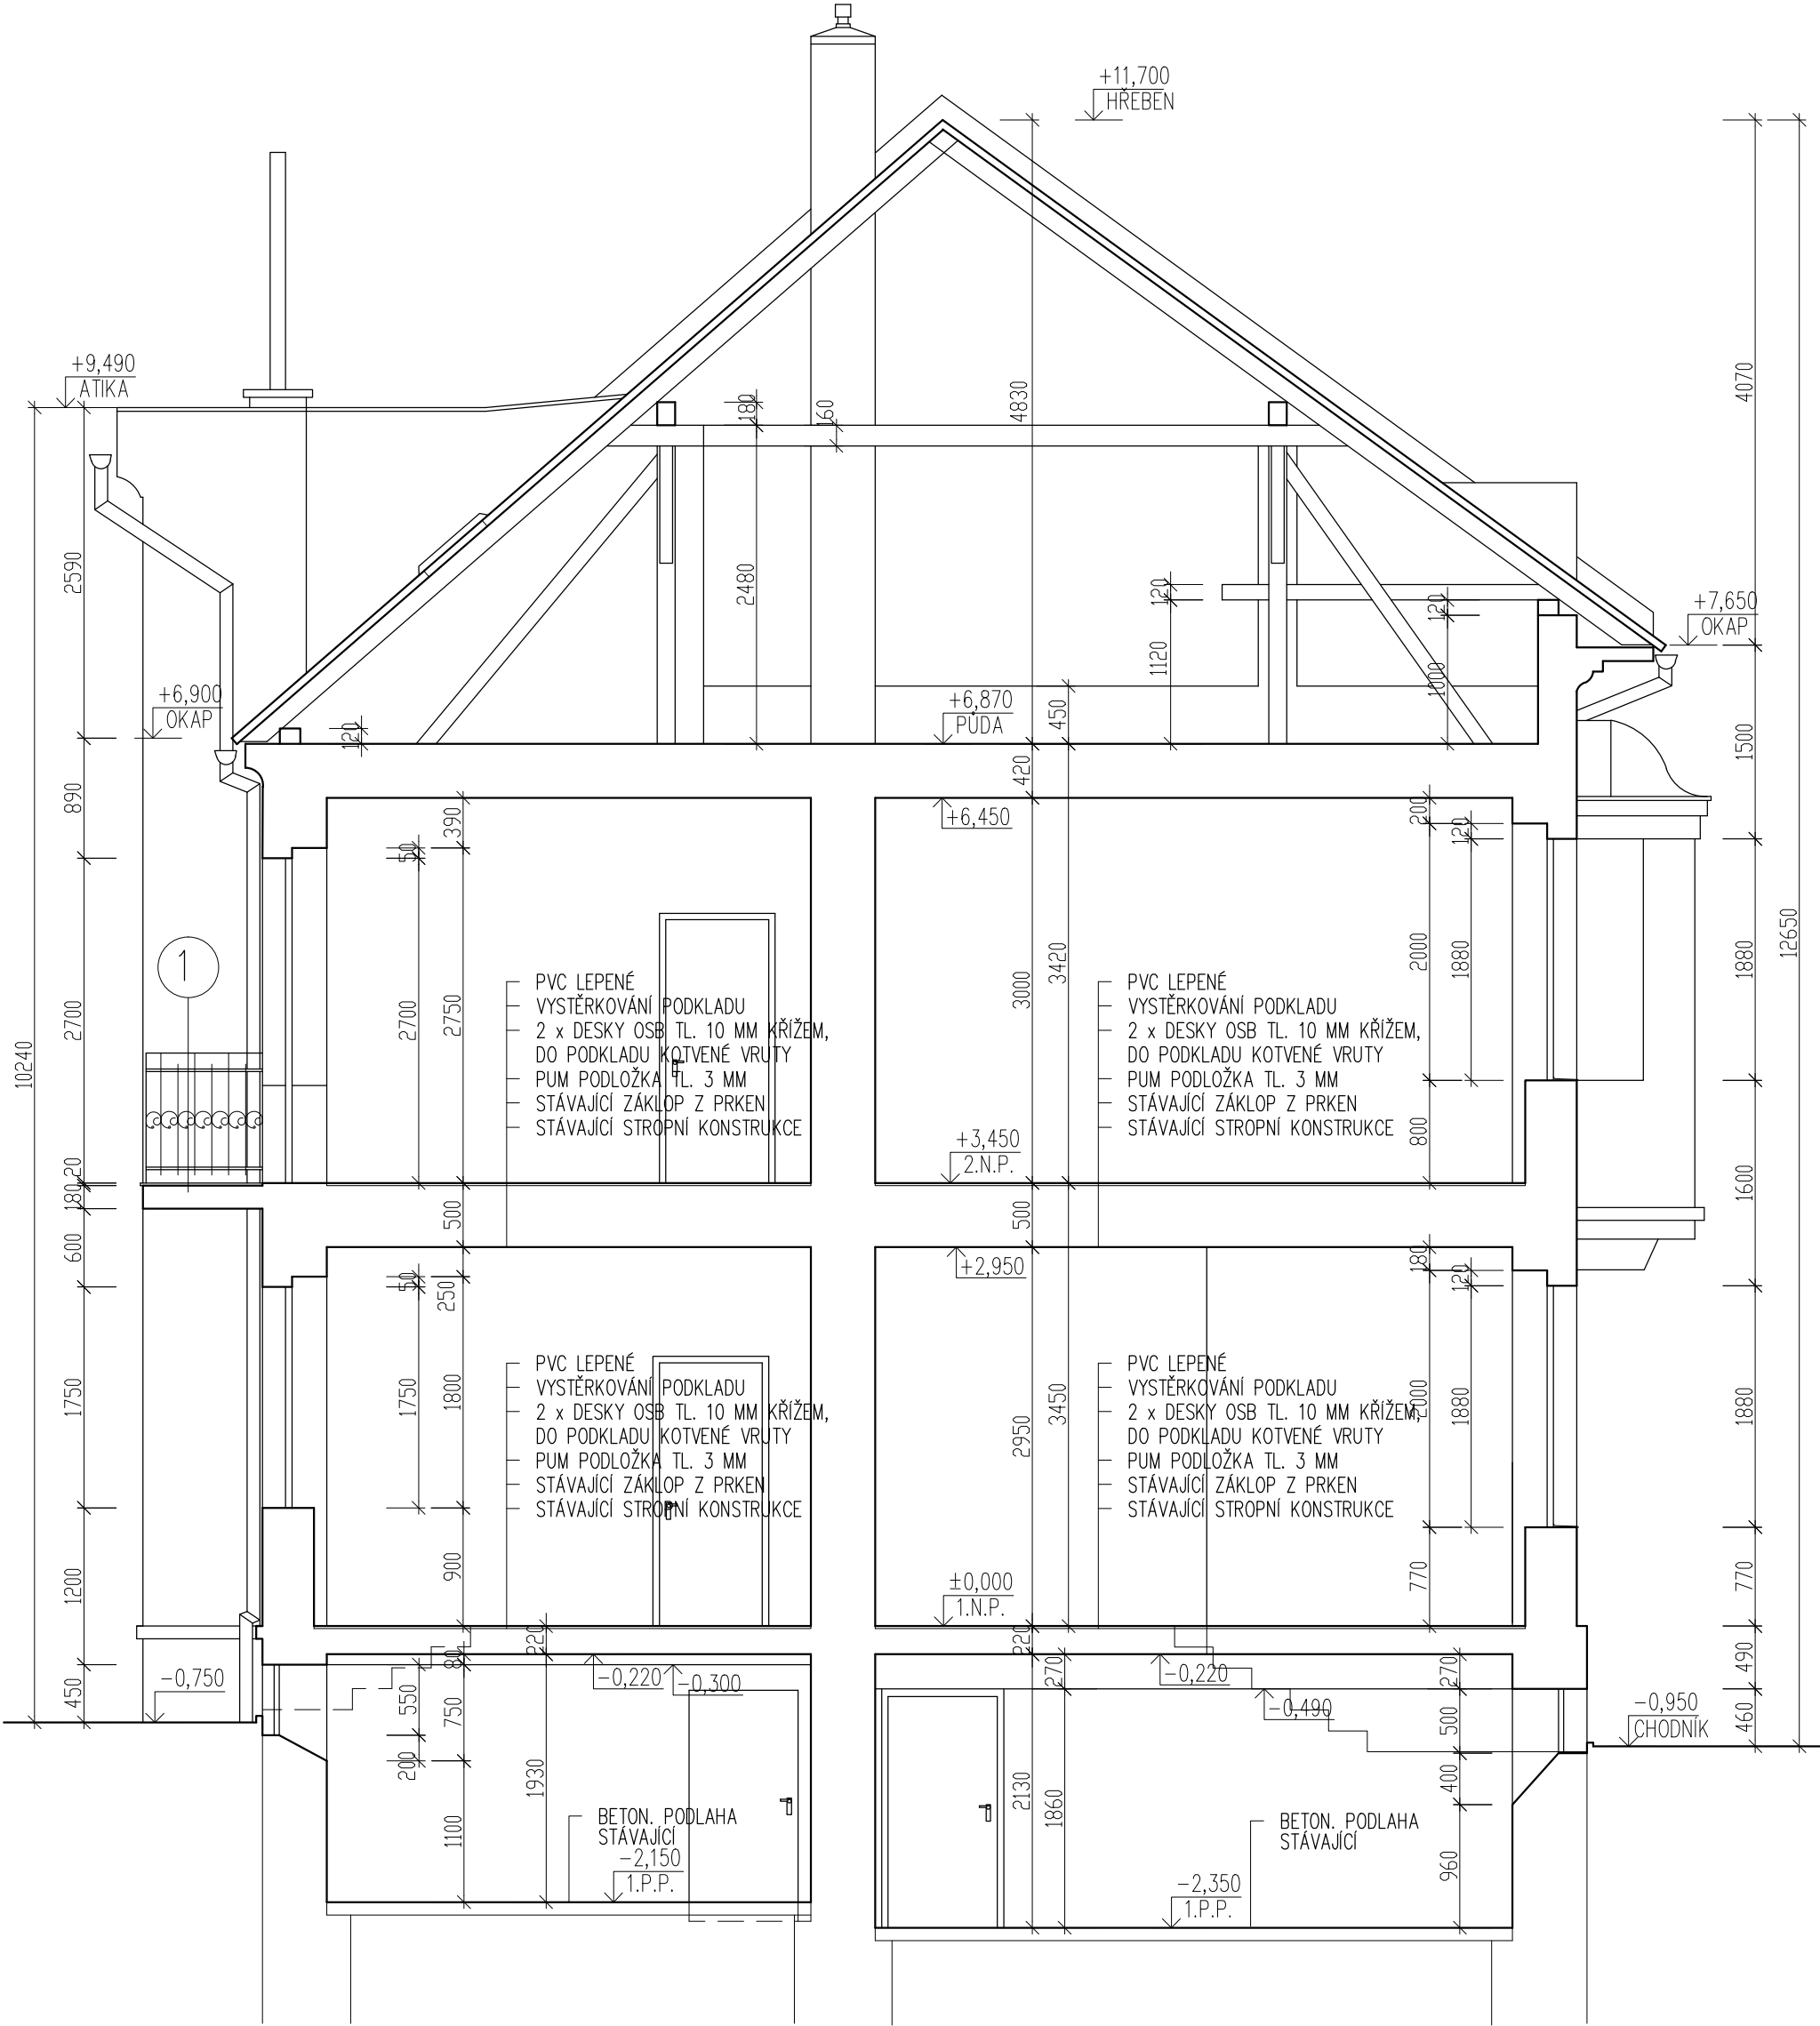 +11,700
HŘEBEN
+9,490
ATIKA
4070
4830
180
160
2590
2480
120
120
+7,650
OKAP
1120
1000
+6,900
OKAP
+6,870
PŮDA
450
120
1500
420
890
390
+6,450
200
120
50
12650
1
2000
1880
1880
3420
3000
2700
2750
2700
10240
PVC LEPENÉ
VYSTĚRKOVÁNÍ PODKLADU
2 x DESKY OSB TL. 10 MM KŘÍŽEM,
DO PODKLADU KOTVENÉ VRUTY
PUM PODLOŽKA TL. 3 MM
STÁVAJÍCÍ ZÁKLOP Z PRKEN
STÁVAJÍCÍ STROPNÍ KONSTRUKCE
PVC LEPENÉ
VYSTĚRKOVÁNÍ PODKLADU
2 x DESKY OSB TL. 10 MM KŘÍŽEM,
DO PODKLADU KOTVENÉ VRUTY
PUM PODLOŽKA TL. 3 MM
STÁVAJÍCÍ ZÁKLOP Z PRKEN
STÁVAJÍCÍ STROPNÍ KONSTRUKCE
800
+3,450
2.N.P.
20
180
1600
500
500
600
+2,950
180
120
50
250
1750
1750
1800
2950
3450
2000
1880
1880
PVC LEPENÉ
VYSTĚRKOVÁNÍ PODKLADU
2 x DESKY OSB TL. 10 MM KŘÍŽEM,
DO PODKLADU KOTVENÉ VRUTY
PUM PODLOŽKA TL. 3 MM
STÁVAJÍCÍ ZÁKLOP Z PRKEN
STÁVAJÍCÍ STROPNÍ KONSTRUKCE
PVC LEPENÉ
VYSTĚRKOVÁNÍ PODKLADU
2 x DESKY OSB TL. 10 MM KŘÍŽEM,
DO PODKLADU KOTVENÉ VRUTY
PUM PODLOŽKA TL. 3 MM
STÁVAJÍCÍ ZÁKLOP Z PRKEN
STÁVAJÍCÍ STROPNÍ KONSTRUKCE
1200
900
770
770
±0,000
1.N.P.
220
220
80
490
-0,750
-0,220
-0,300
270
-0,220
270
-0,490
450
550
750
500
460
-0,950
CHODNÍK
200
400
1930
2130
1860
1100
960
BETON. PODLAHA
STÁVAJÍCÍ
BETON. PODLAHA
STÁVAJÍCÍ
-2,150
1.P.P.
-2,350
1.P.P.